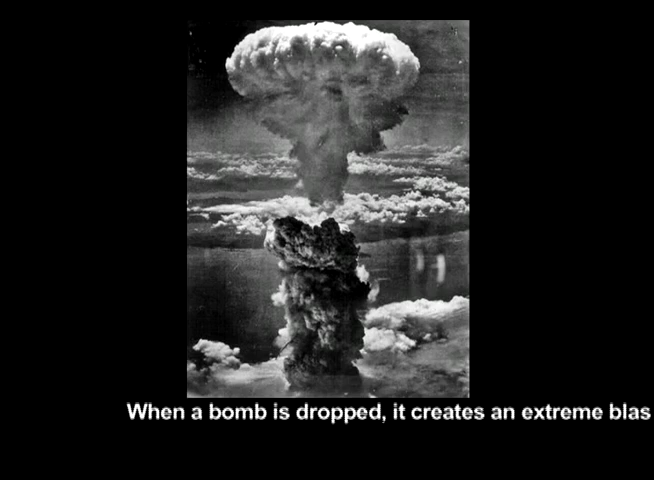 When a bomb is dropped, it creates an extreme blas